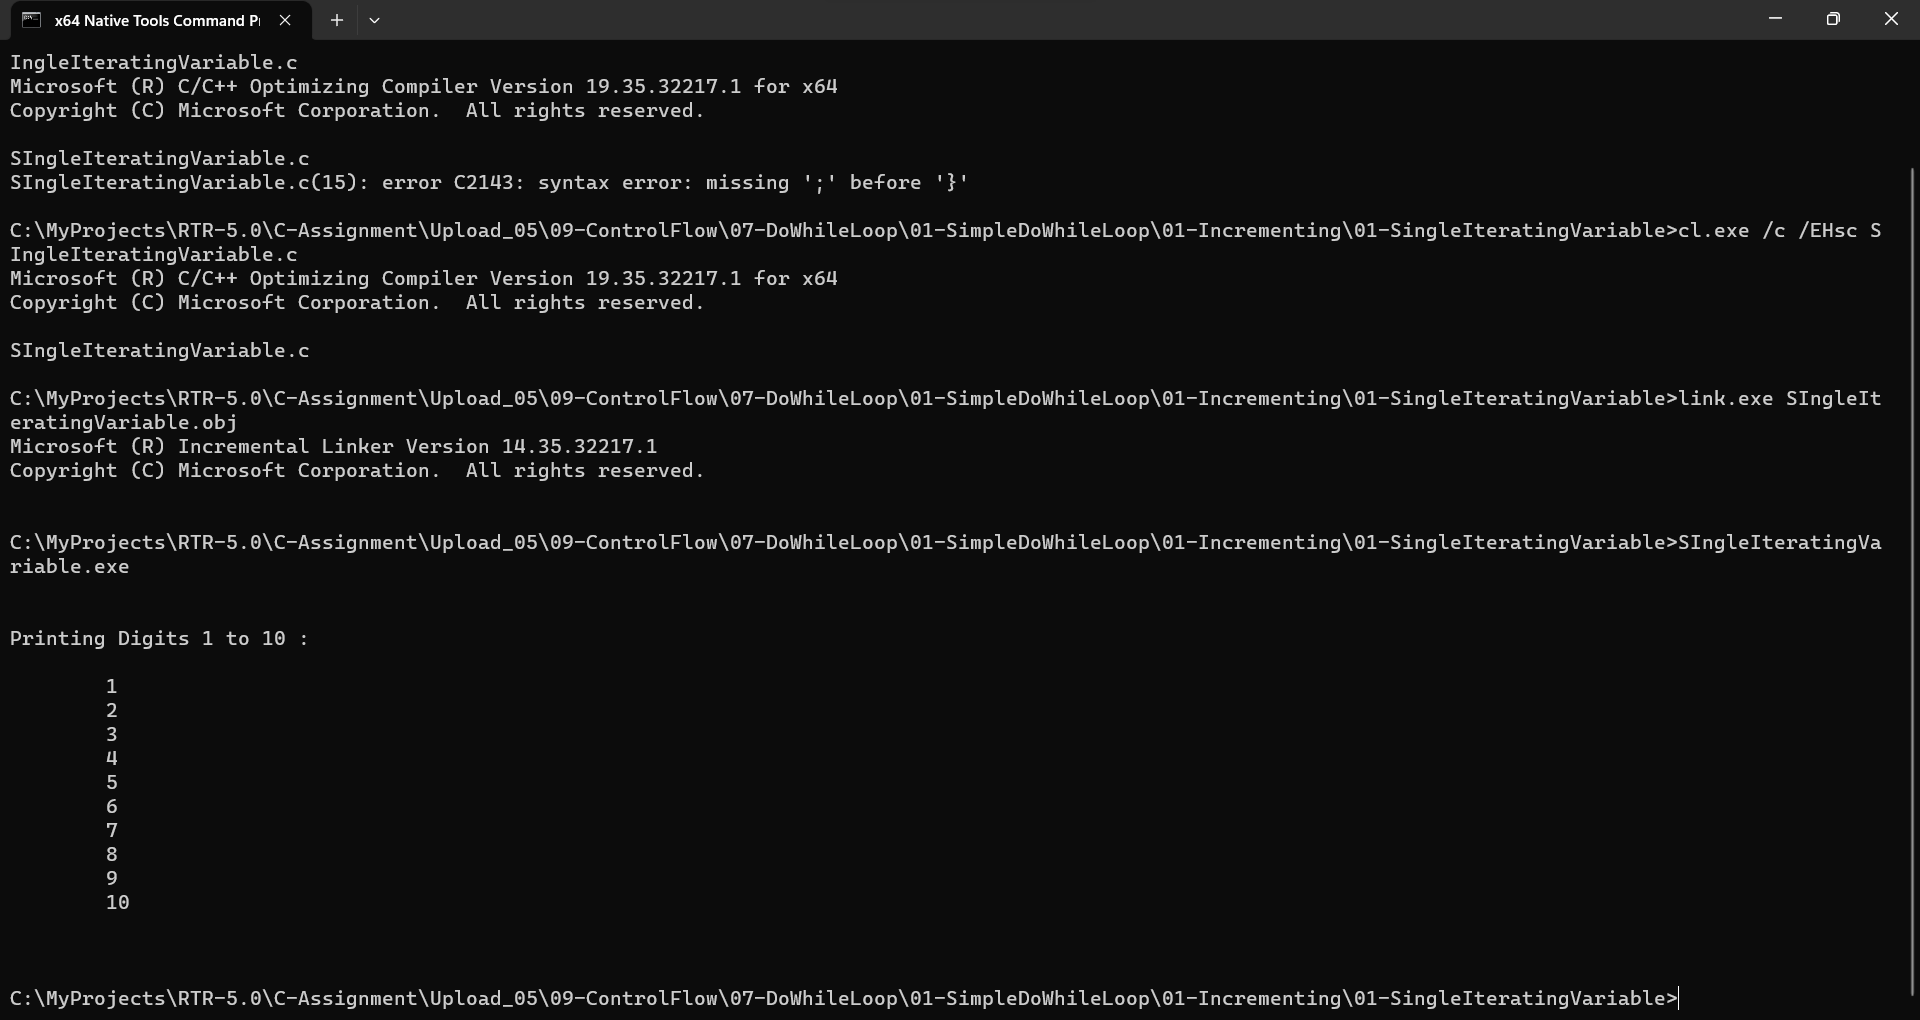 x64 Native Tools Command P
IngleIteratingVariable.c
Microsoft (R) C/C++ Optimizing Compiler Version 19.35.32217.1 for x64
Copyright (C) Microsoft Corporation.  All rights reserved.
SIngleIteratingVariable.c
SIngleIteratingVariable.c(15): error C2143: syntax error: missing ';' before '}'
C:\MyProjects\RTR-5.0\C-Assignment\Upload_05\09-ControlFlow\07-DoWhileLoop\01-SimpleDoWhileLoop\01-Incrementing\01-SingleIteratingVariable>cl.exe /c /EHsc S
IngleIteratingVariable.c
Microsoft (R) C/C++ Optimizing Compiler Version 19.35.32217.1 for x64
Copyright (C) Microsoft Corporation.  All rights reserved.
SIngleIteratingVariable.c
C:\MyProjects\RTR-5.0\C-Assignment\Upload_05\09-ControlFlow\07-DoWhileLoop\01-SimpleDoWhileLoop\01-Incrementing\01-SingleIteratingVariable>link.exe SIngleIt
eratingVariable.obj
Microsoft (R) Incremental Linker Version 14.35.32217.1
Copyright (C) Microsoft Corporation.  All rights reserved.
C:\MyProjects\RTR-5.0\C-Assignment\Upload_05\09-ControlFlow\07-DoWhileLoop\01-SimpleDoWhileLoop\01-Incrementing\01-SingleIteratingVariable>SIngleIteratingVa
riable.exe
Printing Digits 1 to 10 :
1
2
3
4
5
6
7
8
9
10
C:\MyProjects\RTR-5.0\C-Assignment\Upload_05\09-ControlFlow\07-DoWhileLoop\01-SimpleDoWhileLoop\01-Incrementing\01-SingleIteratingVariable>